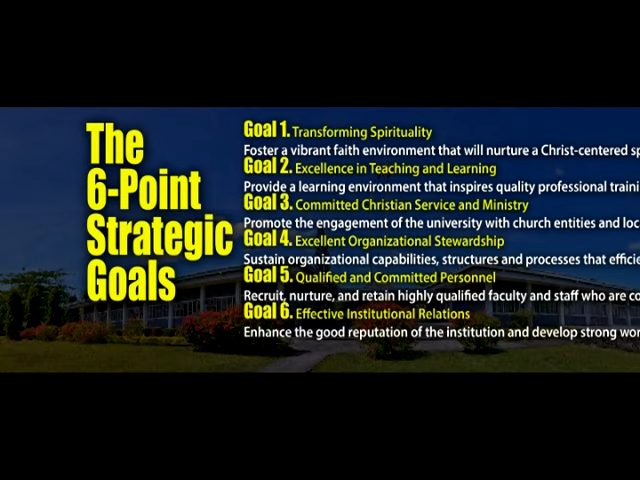 The
6-Point
Strategic
Goals
Goal 1. Transforming Spirituality
Foster a vibrant faith environment that will nurture a Christ-centered
Goal 2. Excellence in Teaching and Learning
Provide a learning environment that inspires quality professional
Goal 3. Committed Christian Service and Ministry
Promote the engagement of the university with church entities and
Goal 4. Excellent Organizational Stewardship
Sustain organizational capabilities, structures and processes that
Goal 5. Qualified and Committed Personnel
Recruit, nurture, and retain highly qualified faculty and staff who are
Goal 6. Effective Institutional Relations
Enhance the good reputation of the institution and develop strong